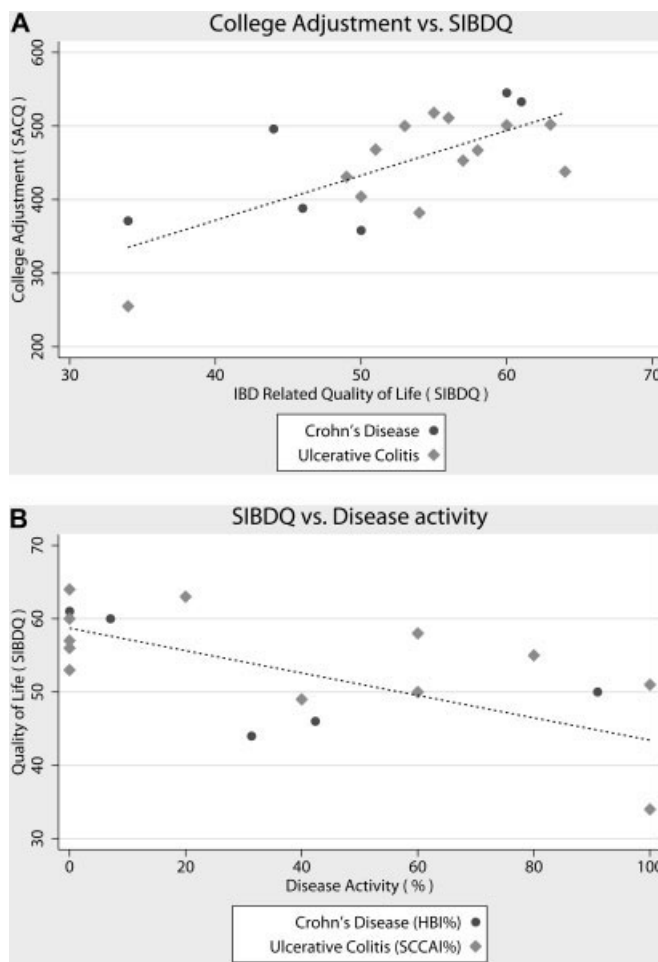 A
College Adjustment vs. SIBDQ
College Adjustment ( SACQ )
600
500
400
300
200
30 40 50 60 70
IBD Related Quality of Life ( SIBDQ )
Crohn's Disease
Ulcerative Colitis
B
SIBDQ vs. Disease activity
Quality of Life ( SIBDQ )
70
60
50
40
30
0 20 40 60 80 100
Disease Activity ( % )
Crohn's Disease (HBI%)
Ulcerative Colitis (SCCAI%)